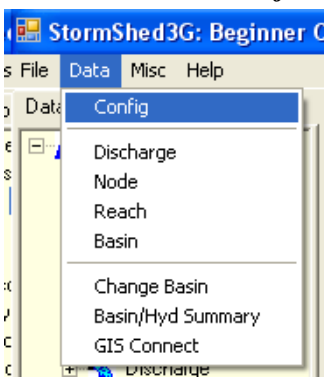 StormShed3G: Beginner
File Data Misc Help
Data
Config
Discharge
Node
Reach
Basin
Change Basin
Basin/Hyd Summary
GIS Connect
Discharge